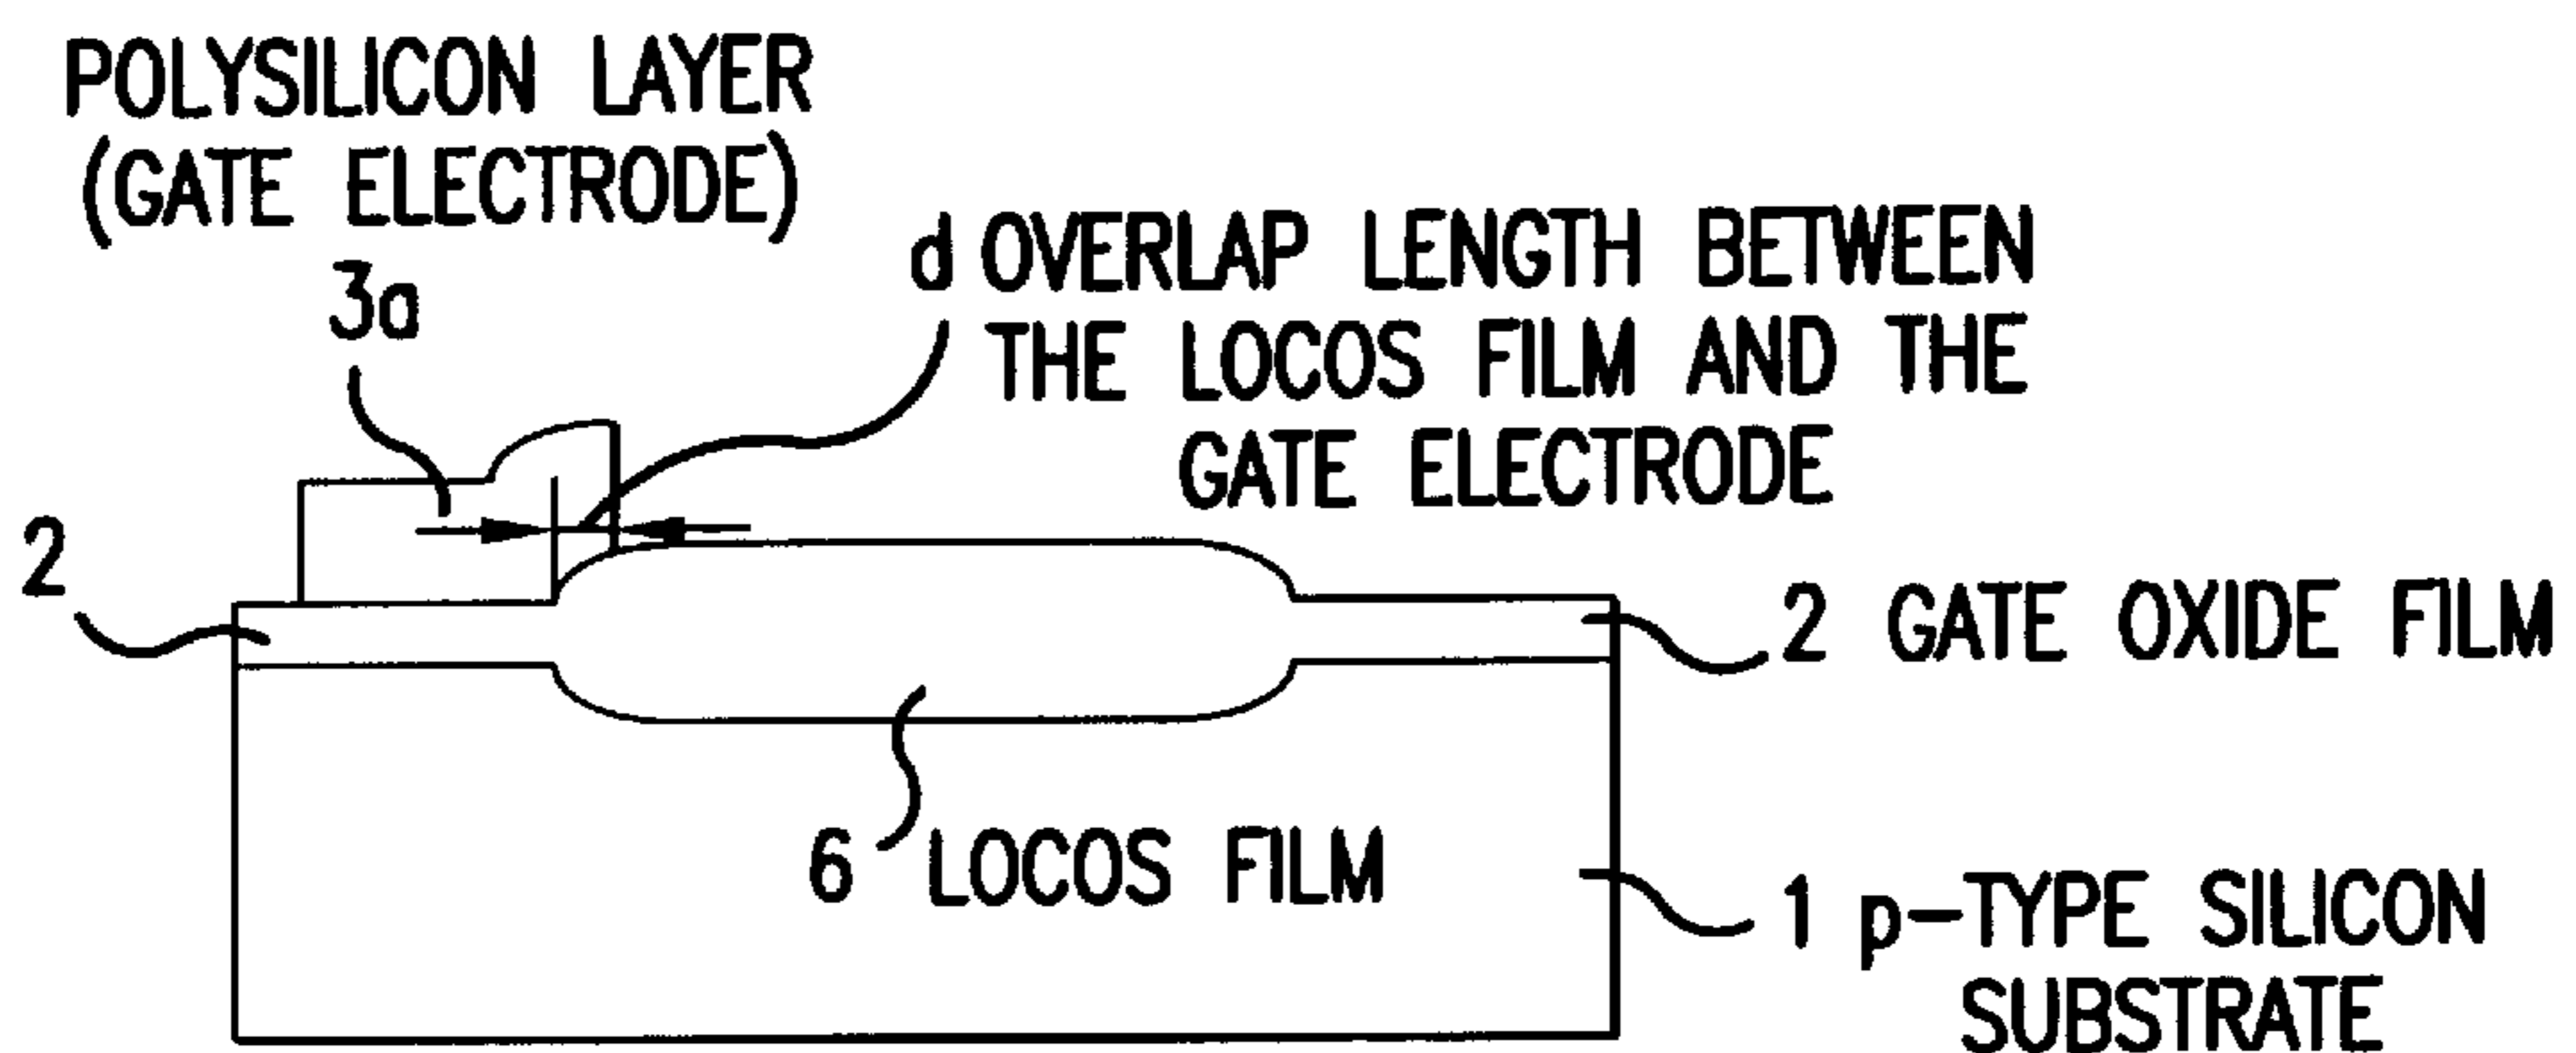 POLYSILICON LAYER
(GATE ELECTRODE)
3a
d OVERLAP LENGTH BETWEEN
THE LOCOS FILM AND THE
GATE ELECTRODE
2
2 GATE OXIDE FILM
6 LOCOS FILM
1 p-TYPE SILICON
SUBSTRATE